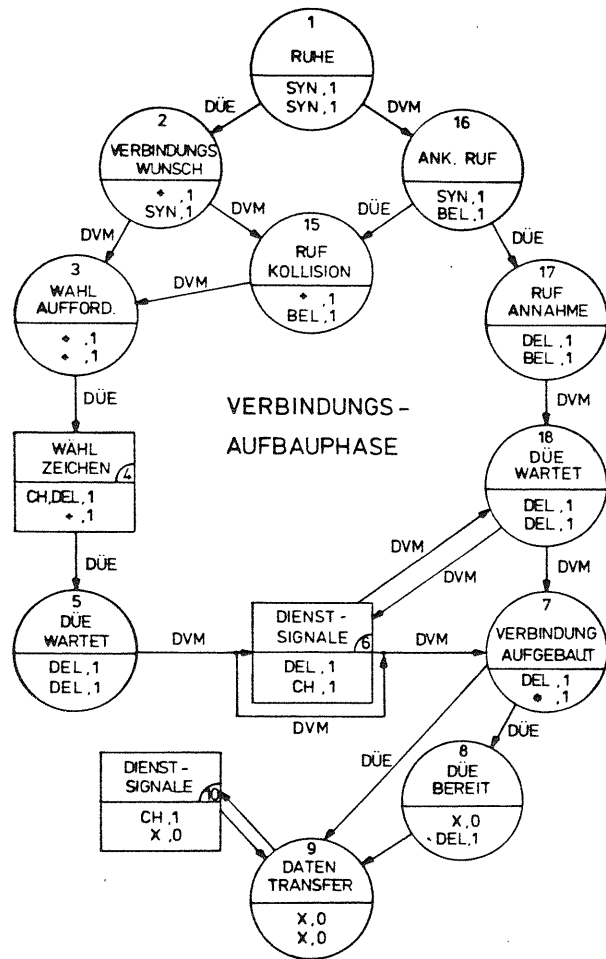 1
RUHE
SYN,1
SYN,1
DÜE
DVM
2
VERBINDUNGS
WUNSCH
+ ,1
SYN,1
16
ANK. RUF
SYN,1
BEL,1
DVM
DVM
DÜE
DÜE
15
RUF
KOLLISION
+ ,1
BEL,1
3
WAHL
AUFFORD.
+ ,1
+ ,1
DVM
17
RUF
ANNAHME
DEL,1
BEL,1
DÜE
DVM
VERBINDUNGS-
AUFBAUPHASE
WÄHL
ZEICHEN
4
CH,DEL,1
+ ,1
18
DÜE
WARTET
DEL,1
DEL,1
DÜE
DVM
DVM
DVM
5
DÜE
WARTET
DEL,1
DEL,1
DVM
DIENST-
SIGNALE
6
DEL,1
CH,1
DVM
DVM
7
VERBINDUNG
AUFGEBAUT
DEL,1
,1
DÜE
DÜE
8
DÜE
BEREIT
X,0
DEL,1
DIENST-
SIGNALE
10
CH,1
X,0
9
DATEN
TRANSFER
X,0
X,0